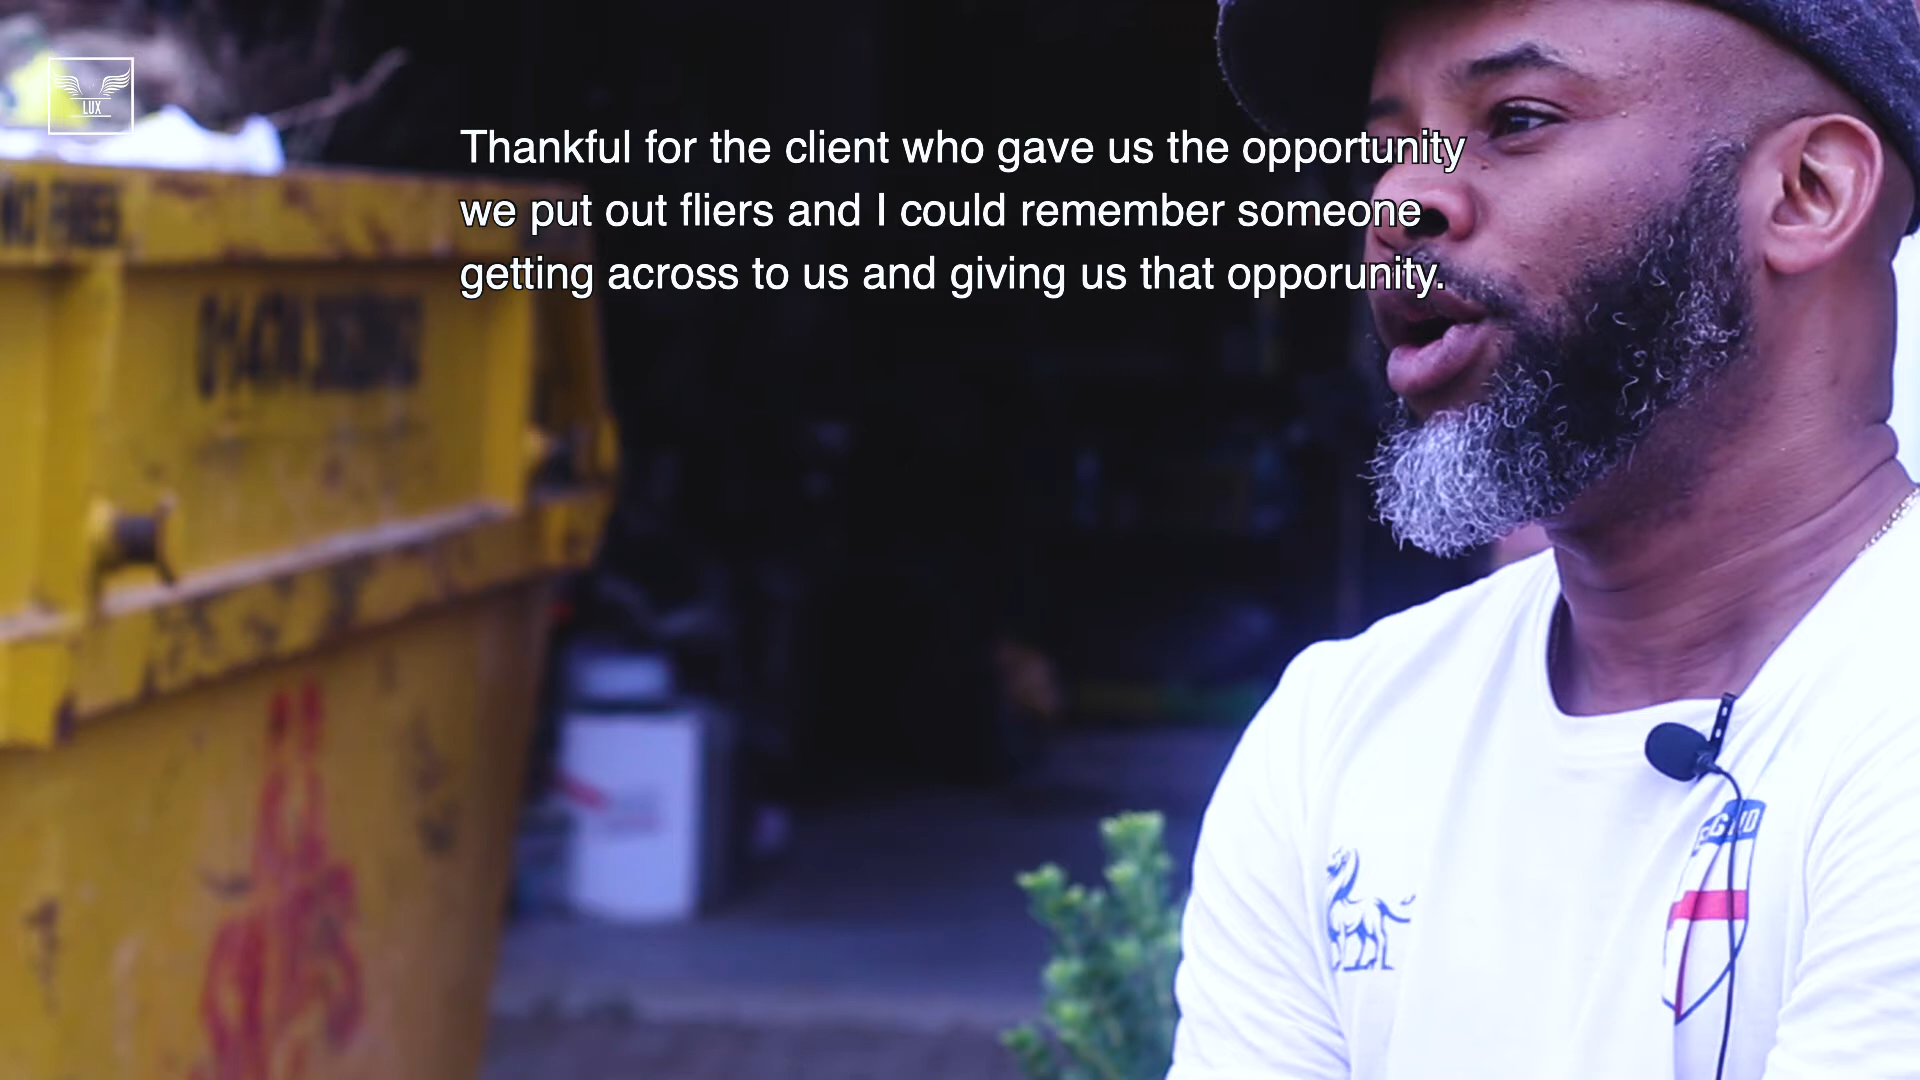 LUX
Thankful for the client who gave us the opportunity
we put out fliers and I could remember someone
getting across to us and giving us that opporunity.